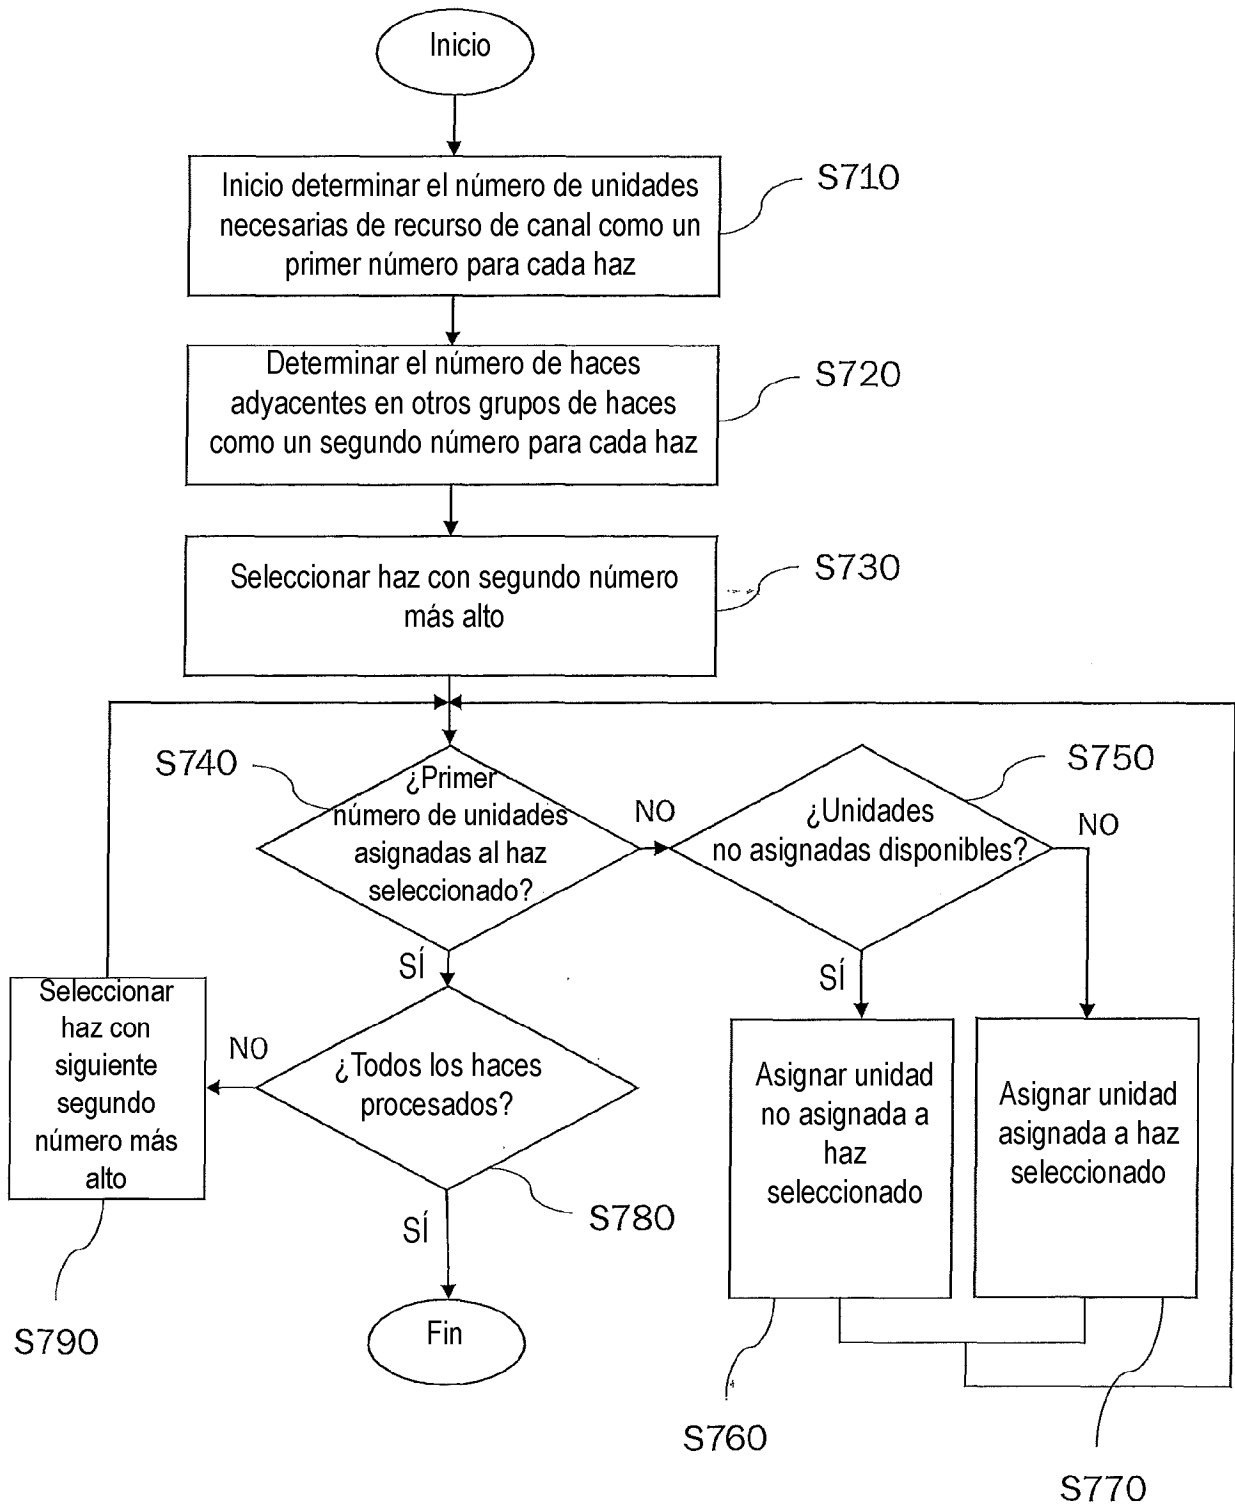 Inicio
Inicio determinar el número de unidades
necesarias de recurso de canal como un
primer número para cada haz
S710
Determinar el número de haces
adyacentes en otros grupos de haces
como un segundo número para cada haz
S720
Seleccionar haz con segundo número
más alto
S730
S740
¿Primer
número de unidades
asignadas al haz
seleccionado?
NO
SÍ
S750
¿Unidades
no asignadas disponibles?
NO
SÍ
Seleccionar
haz con
siguiente
segundo
número más
alto
NO
¿Todos los haces
procesados?
Asignar unidad
no asignada a
haz
seleccionado
Asignar unidad
asignada a haz
seleccionado
S780
SÍ
S790
Fin
S760
S770